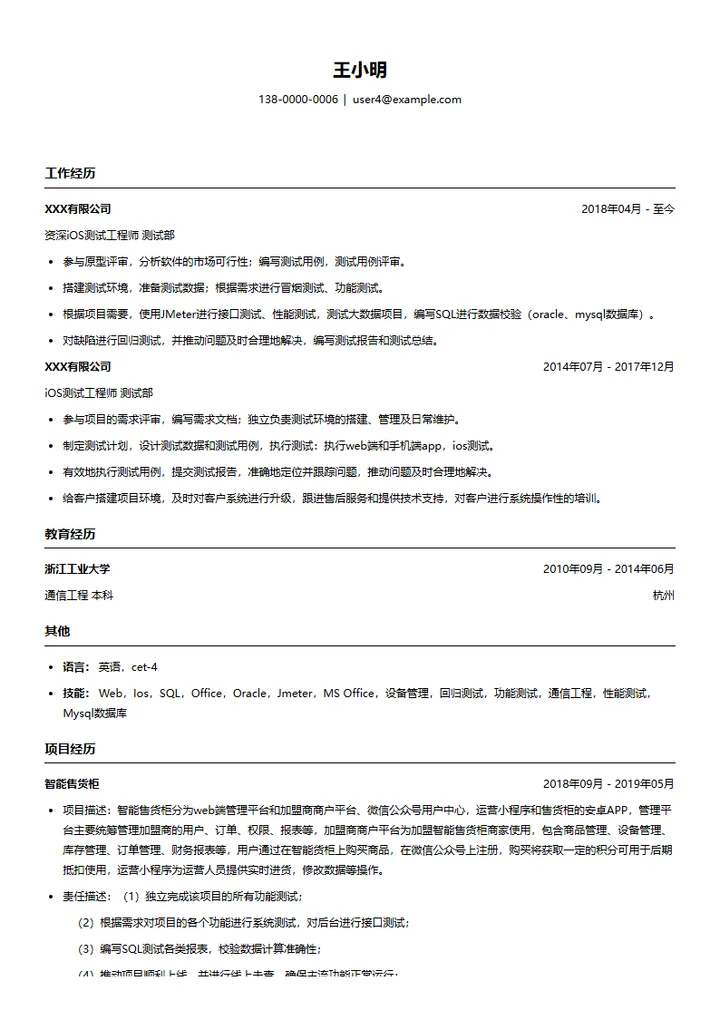 王小明
138-0000-0006 | user4@example.com
工作经历
XXX有限公司 2018年04月 - 至今
资深iOS测试工程师 测试部
• 参与原型评审，分析软件的市场可行性；编写测试用例，测试用例评审。
• 搭建测试环境，准备测试数据；根据需求进行冒烟测试、功能测试。
• 根据项目需要，使用JMeter进行接口测试、性能测试，测试大数据项目，编写SQL进行数据校验（oracle、mysql数据库）。
• 对缺陷进行回归测试，并推动问题及时合理地解决，编写测试报告和测试总结。
XXX有限公司 2014年07月 - 2017年12月
iOS测试工程师 测试部
• 参与项目的需求评审，编写需求文档；独立负责测试环境的搭建、管理及日常维护。
• 制定测试计划，设计测试数据和测试用例，执行测试：执行web端和手机端app，ios测试。
• 有效地执行测试用例，提交测试报告，准确地定位并跟踪问题，推动问题及时合理地解决。
• 给客户搭建项目环境，及时对客户系统进行升级，跟进售后服务和提供技术支持，对客户进行系统操作性的培训。
教育经历
浙江工业大学 2010年09月 - 2014年06月
通信工程 本科 杭州
其他
• 语言： 英语，cet-4
• 技能： Web，Ios，SQL，Office，Oracle，Jmeter，MS Office，设备管理，回归测试，功能测试，通信工程，性能测试，
Mysql数据库
项目经历
智能售货柜 2018年09月 - 2019年05月
• 项目描述：智能售货柜分为web端管理平台和加盟商商户平台、微信公众号用户中心，运营小程序和售货柜的安卓APP，管理平
台主要统筹管理加盟商的用户、订单、权限、报表等，加盟商商户平台为加盟智能售货柜商家使用，包含商品管理、设备管理、
库存管理、订单管理、财务报表等，用户通过在智能货柜上购买商品，在微信公众号上注册，购买将获取一定的积分可用于后期
抵扣使用，运营小程序为运营人员提供实时进货，修改数据等操作。
• 责任描述：（1）独立完成该项目的所有功能测试；
（2）根据需求对项目的各个功能进行系统测试，对后台进行接口测试；
（3）编写SQL测试各类报表，校验数据计算准确性；
（4）推动项目顺利上线，并进行线上走查，确保主流功能正常运行；